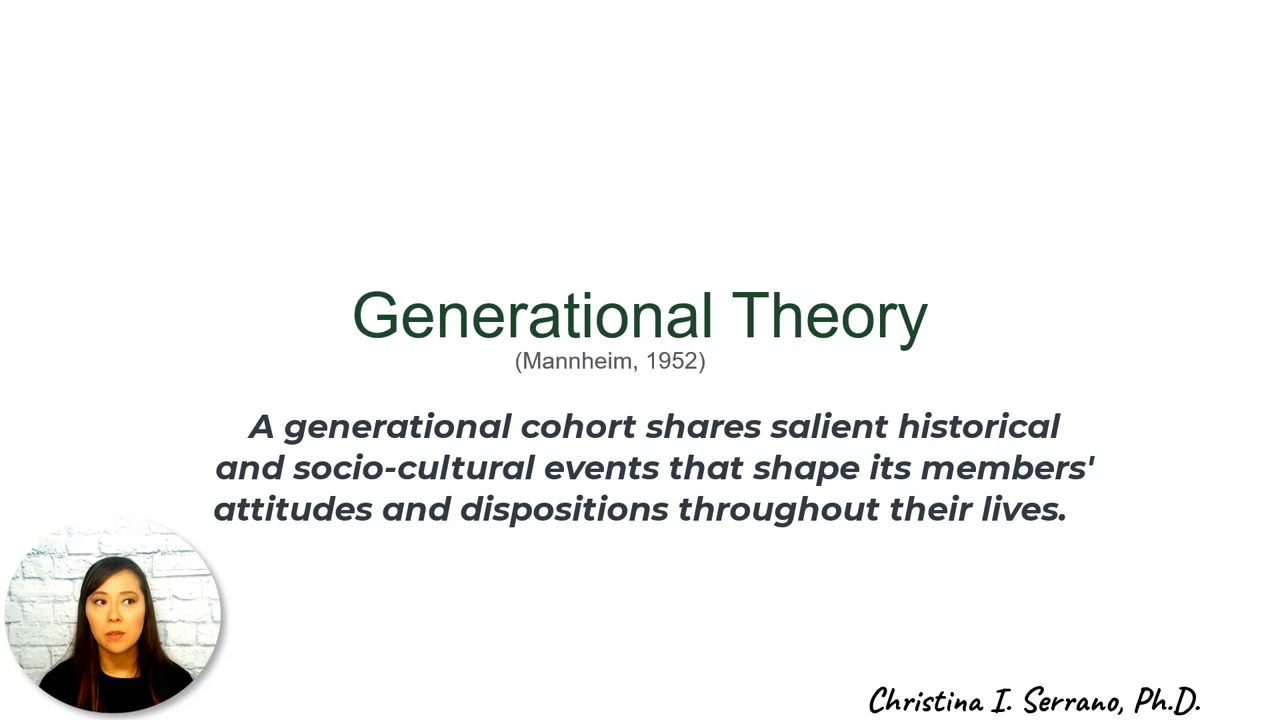 Generational Theory
(Mannheim, 1952)
A generational cohort shares salient historical
and socio-cultural events that shape its members'
attitudes and dispositions throughout their lives.
Christina I. Serrano, Ph.D.